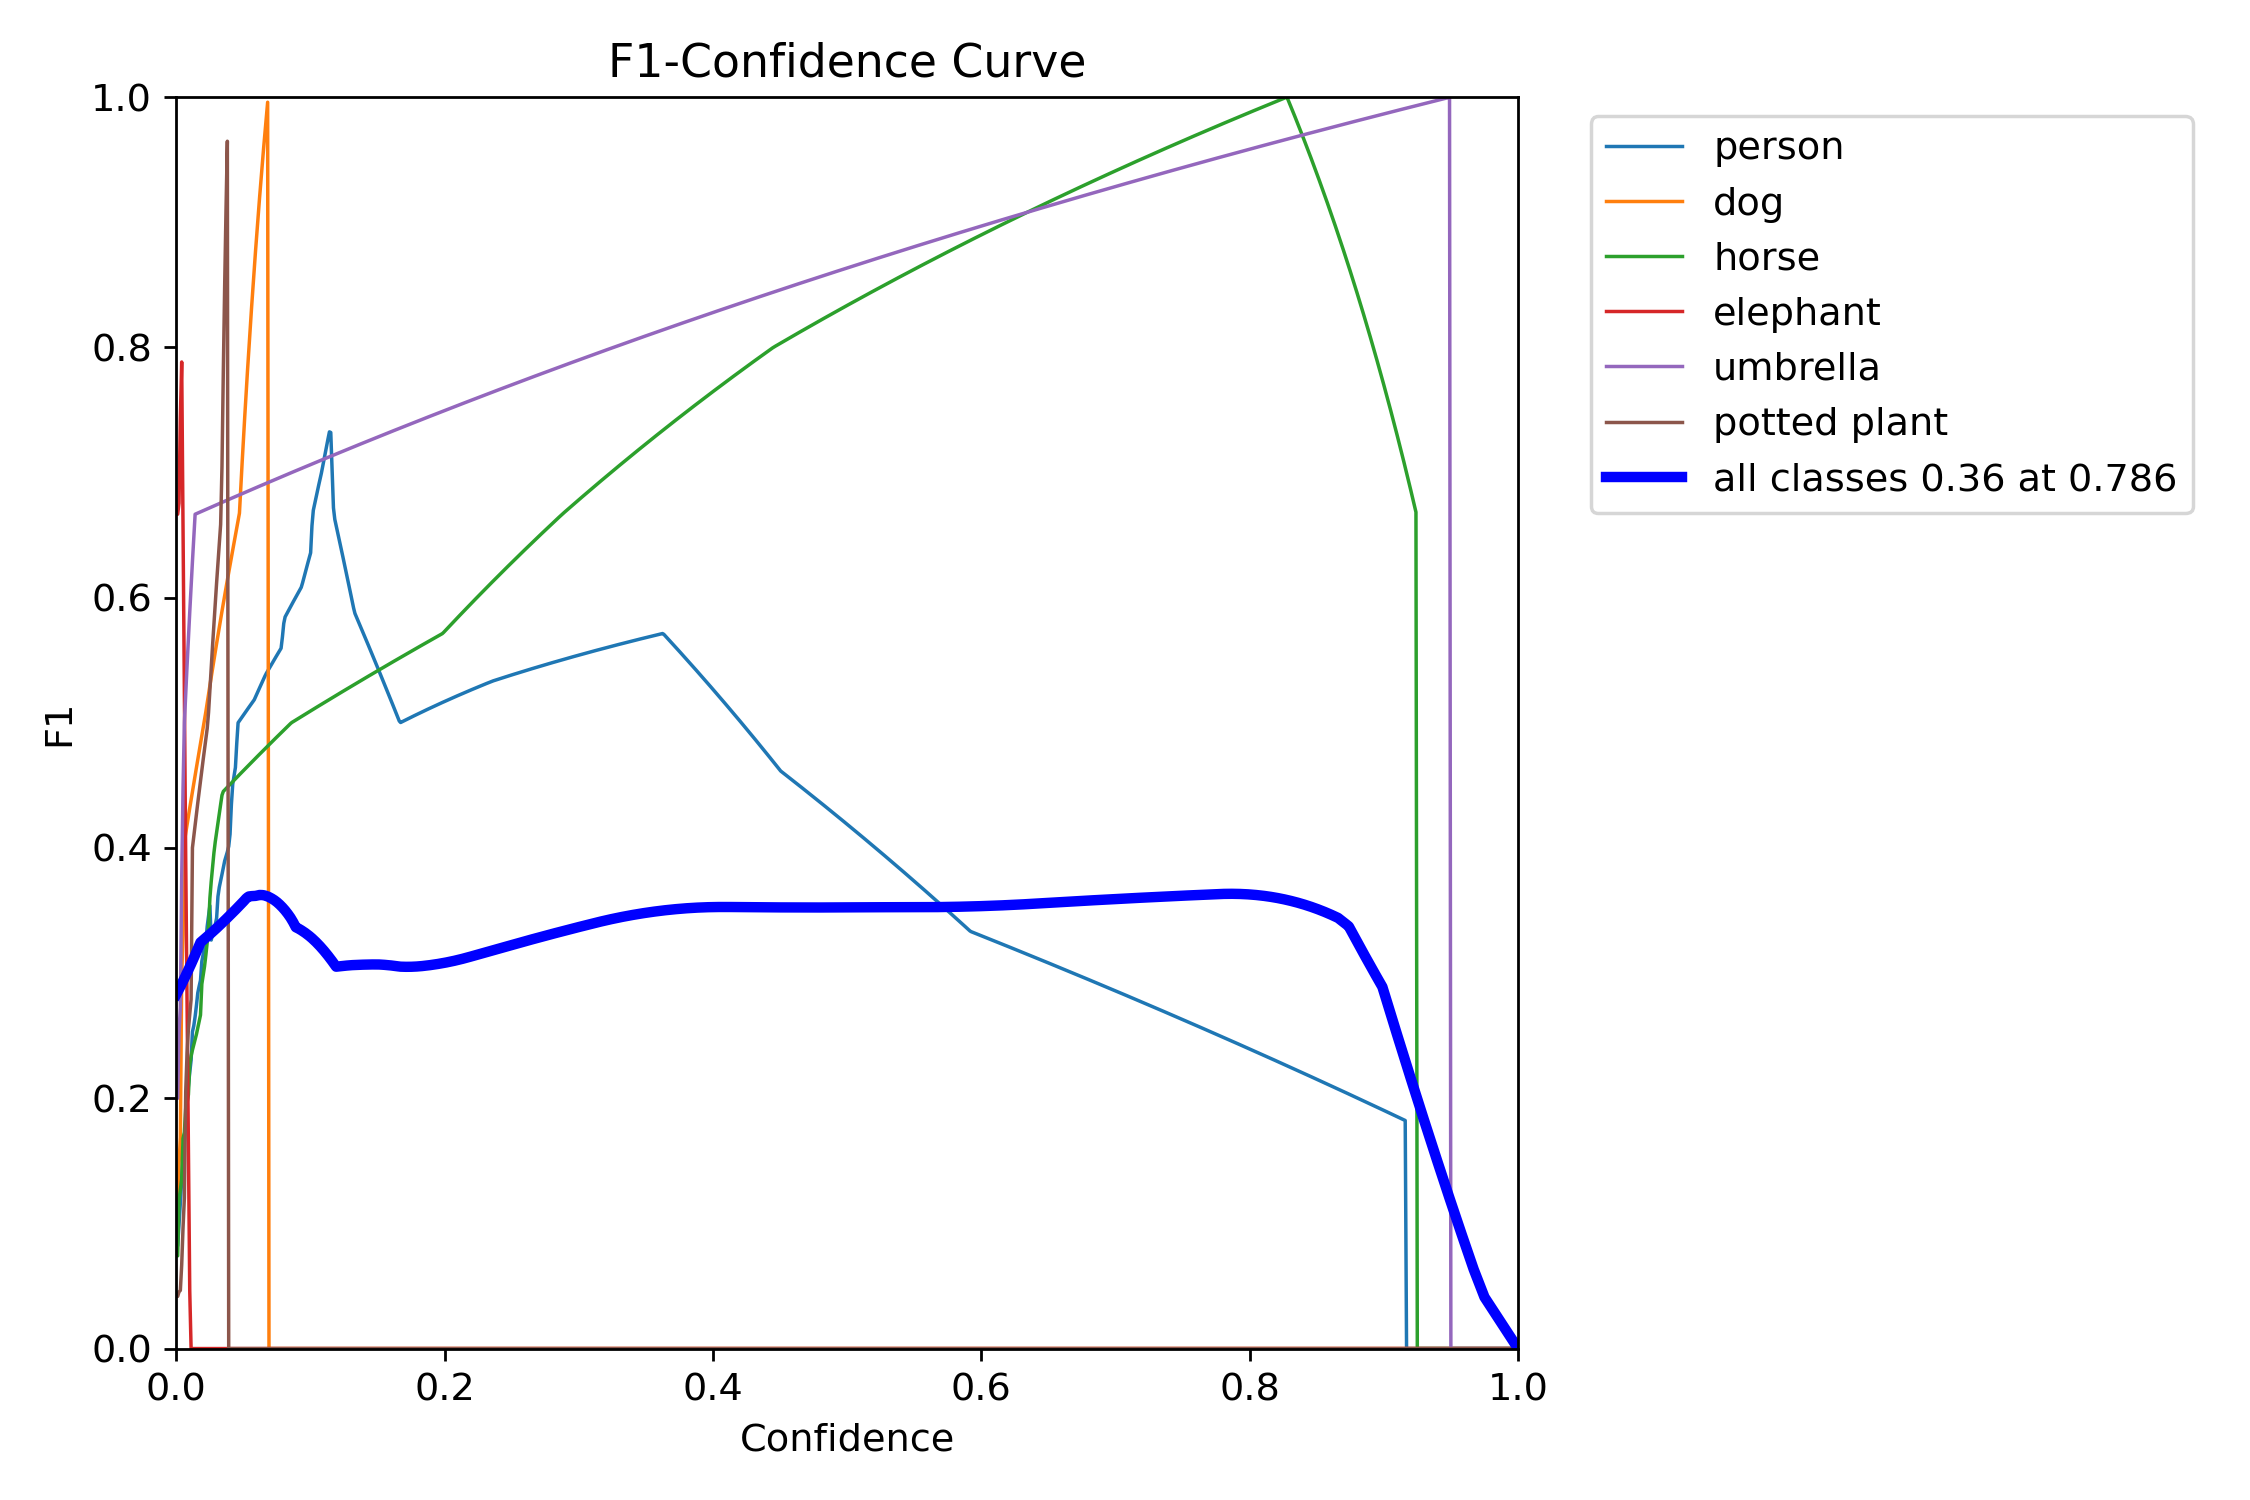 F1-Confidence Curve
1.0
0.8
0.6
0.4
0.2
0.0
F1
0.0 0.2 0.4 0.6 0.8 1.0
Confidence
person
dog
horse
elephant
umbrella
potted plant
all classes 0.36 at 0.786